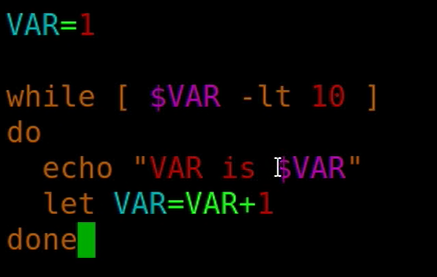 VAR=1
while [ $VAR -lt 10 ]
do
echo "VAR is $VAR"
let VAR=VAR+1
done